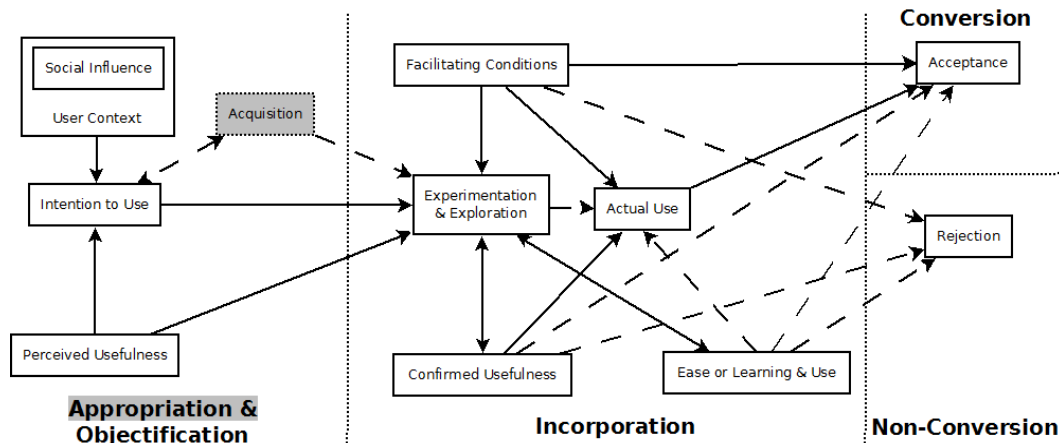 Conversion
Social Influence
User Context
Acquisition
Facilitating Conditions
Acceptance
Intention to Use
Experimentation
& Exploration
Actual Use
Rejection
Perceived Usefulness
Confirmed Usefulness
Ease or Learning & Use
Appropriation &
Objectification
Incorporation
Non-Conversion